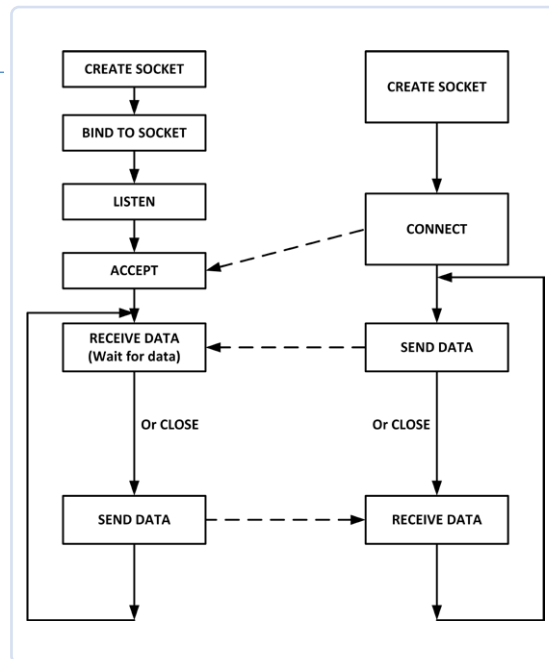 CREATE SOCKET
BIND TO SOCKET
LISTEN
ACCEPT
RECEIVE DATA
(Wait for data)
Or CLOSE
SEND DATA
CREATE SOCKET
CONNECT
SEND DATA
Or CLOSE
RECEIVE DATA